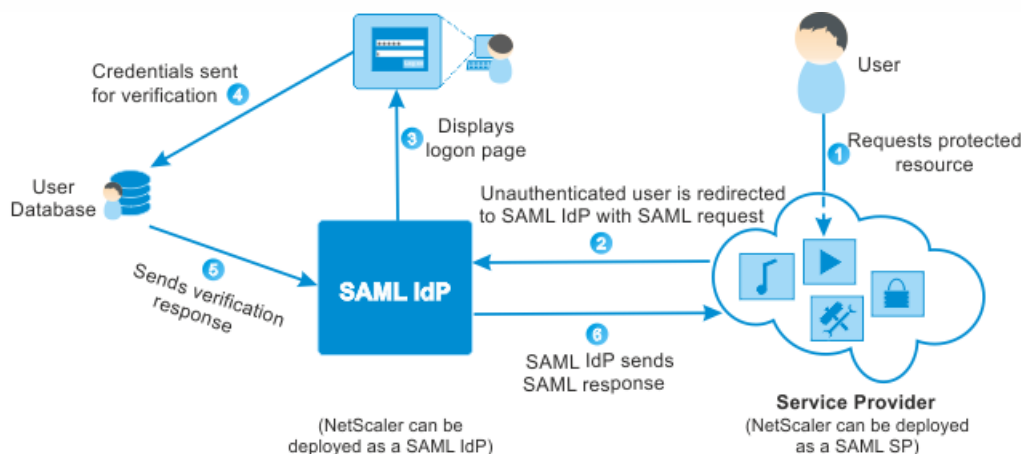 User
1
Requests protected
resource
Unauthenticated user is redirected
to SAML IdP with SAML request
2
3
Displays
logon page
Credentials sent
for verification
4
User
Database
5
Sends verification
response
SAML IdP
6
SAML IdP sends
SAML response
(NetScaler can be
deployed as a SAML IdP)
Service Provider
(NetScaler can be deployed
as a SAML SP)